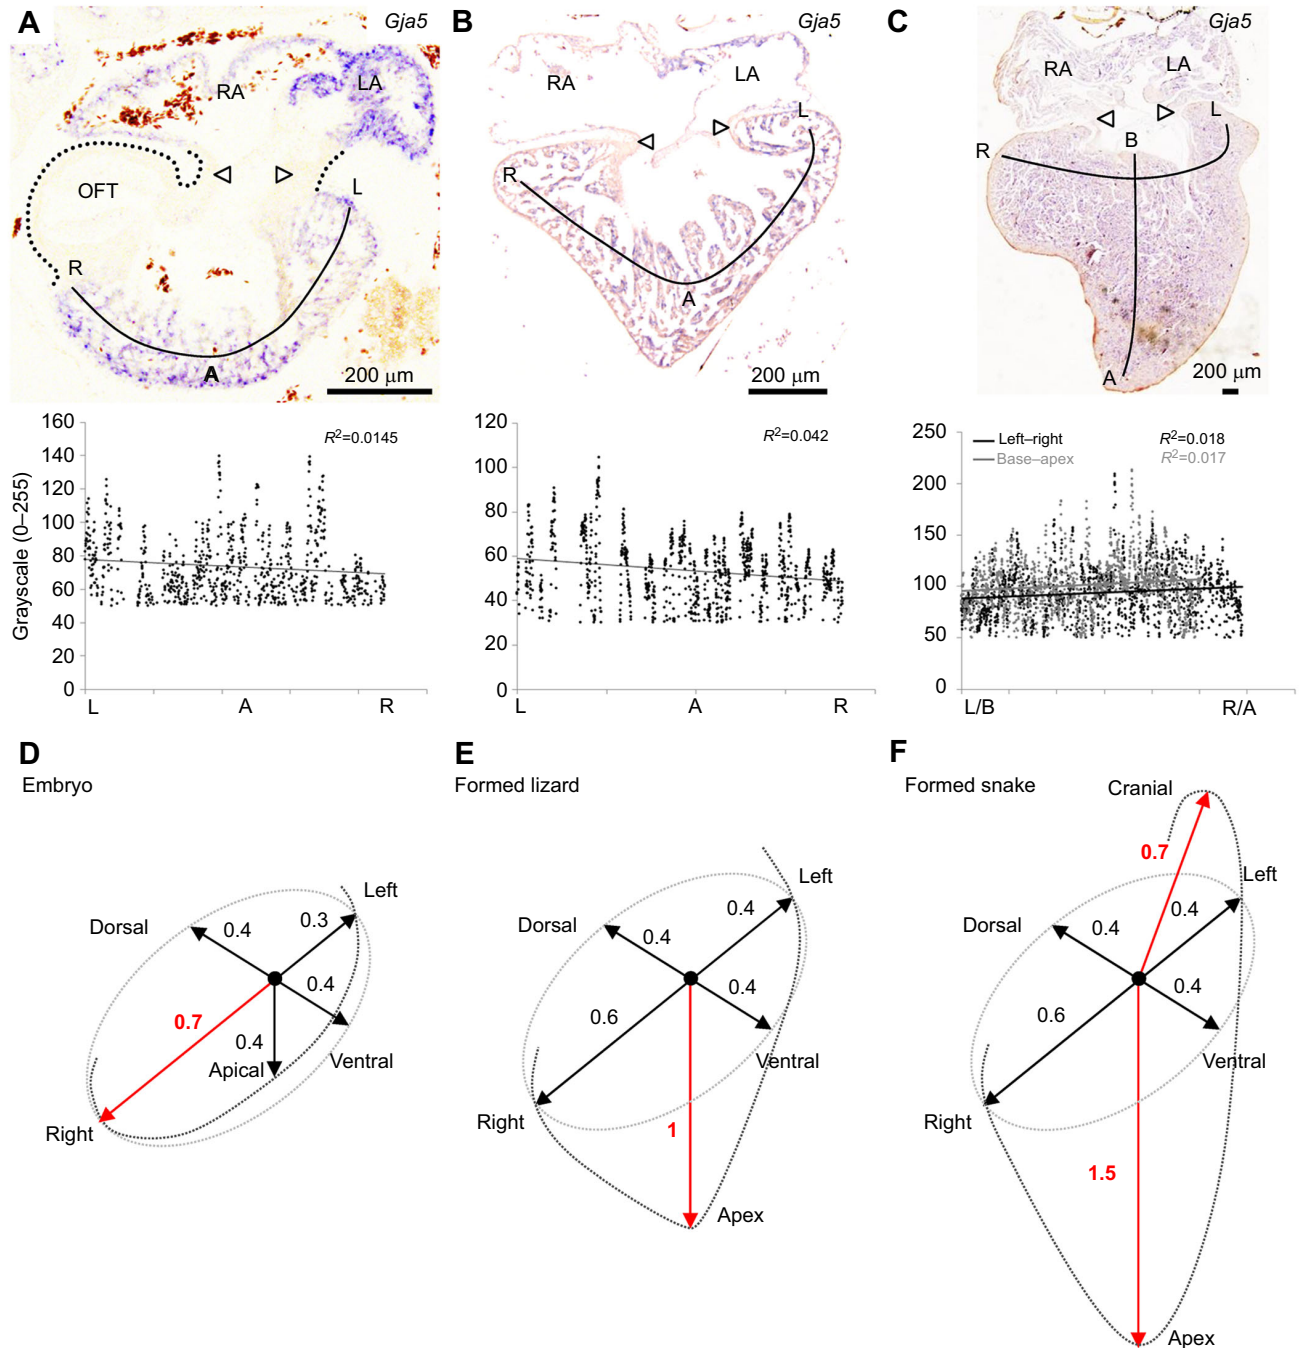 A
Gja5
RA
LA
OFT
L
R
A
200 µm
B
Gja5
RA
LA
L
R
A
200 µm
C
Gja5
RA
LA
L
B
R
A
200 µm
Grayscale (0–255)
160
140
120
100
80
60
40
20
0
R²=0.0145
L A R
120
100
80
60
40
20
0
R²=0.042
L A R
250
200
150
100
50
0
Left–right R²=0.018
Base–apex R²=0.017
L/B R/A
D
Embryo
Left
Dorsal
0.4
0.3
0.4
0.7
0.4
Apical
Ventral
Right
E
Formed lizard
Left
Dorsal
0.4
0.4
0.4
0.6
Ventral
Right
1
Apex
F
Formed snake
Cranial
0.7
Left
Dorsal
0.4
0.4
0.4
0.6
Ventral
Right
1.5
Apex